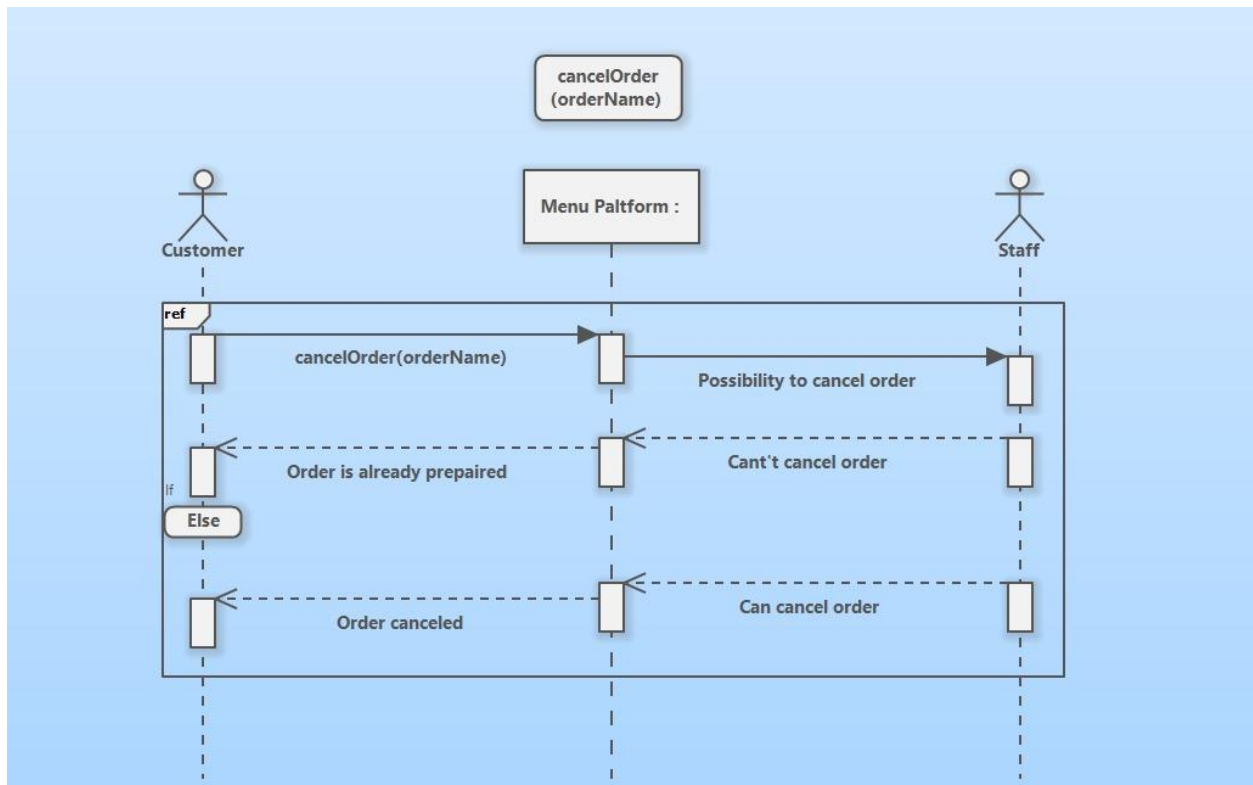 cancelOrder
(orderName)
Menu Paltform :
Customer
Staff
ref
cancelOrder(orderName)
Possibility to cancel order
Cant't cancel order
Order is already prepaired
If
Else
Can cancel order
Order canceled